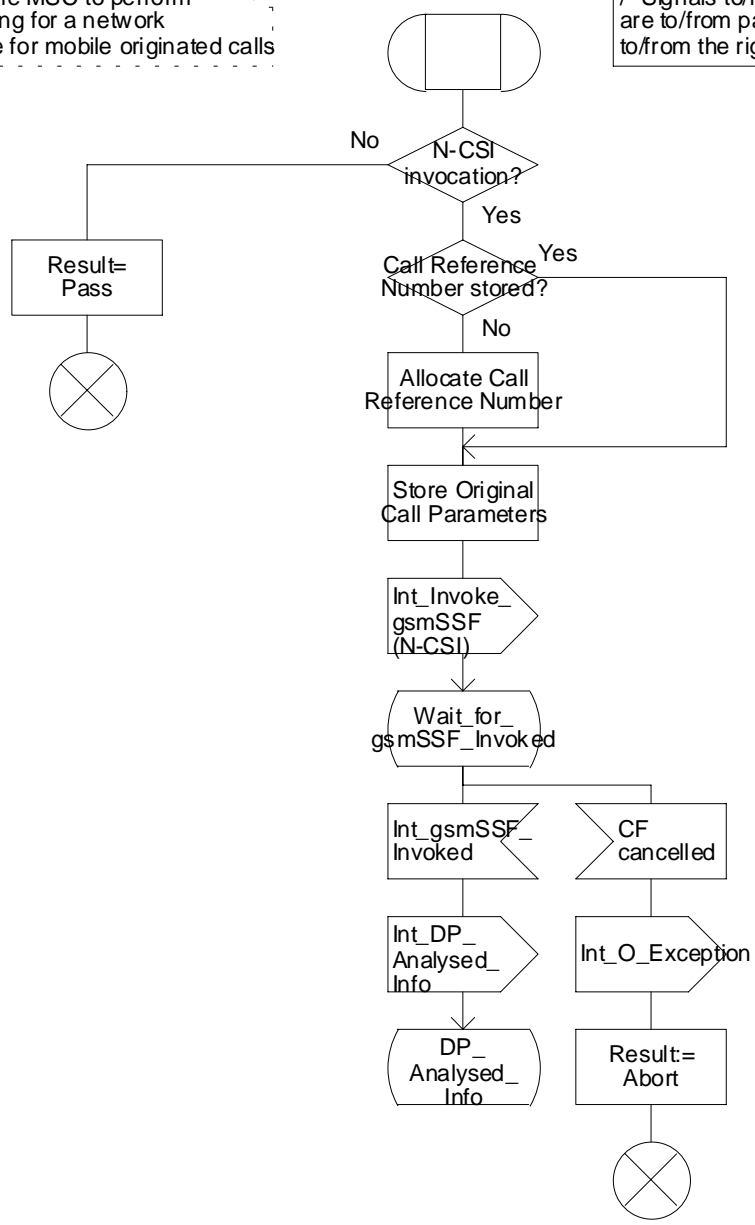 e MSC to perform
ng for a network
e for mobile originated calls
/* Signals to/
are to/from pa
to/from the rig
No
N-CSI
invocation?
Yes
Result=
Pass
Call Reference
Number stored?
Yes
No
Allocate Call
Reference Number
Store Original
Call Parameters
Int_Invoke_
gsmSSF
(N-CSI)
Wait_for_
gsmSSF_Invoked
Int_gsmSSF_
Invoked
CF
cancelled
Int_DP_
Analysed_
Info
Int_O_Exception
DP_
Analysed_
Info
Result:=
Abort